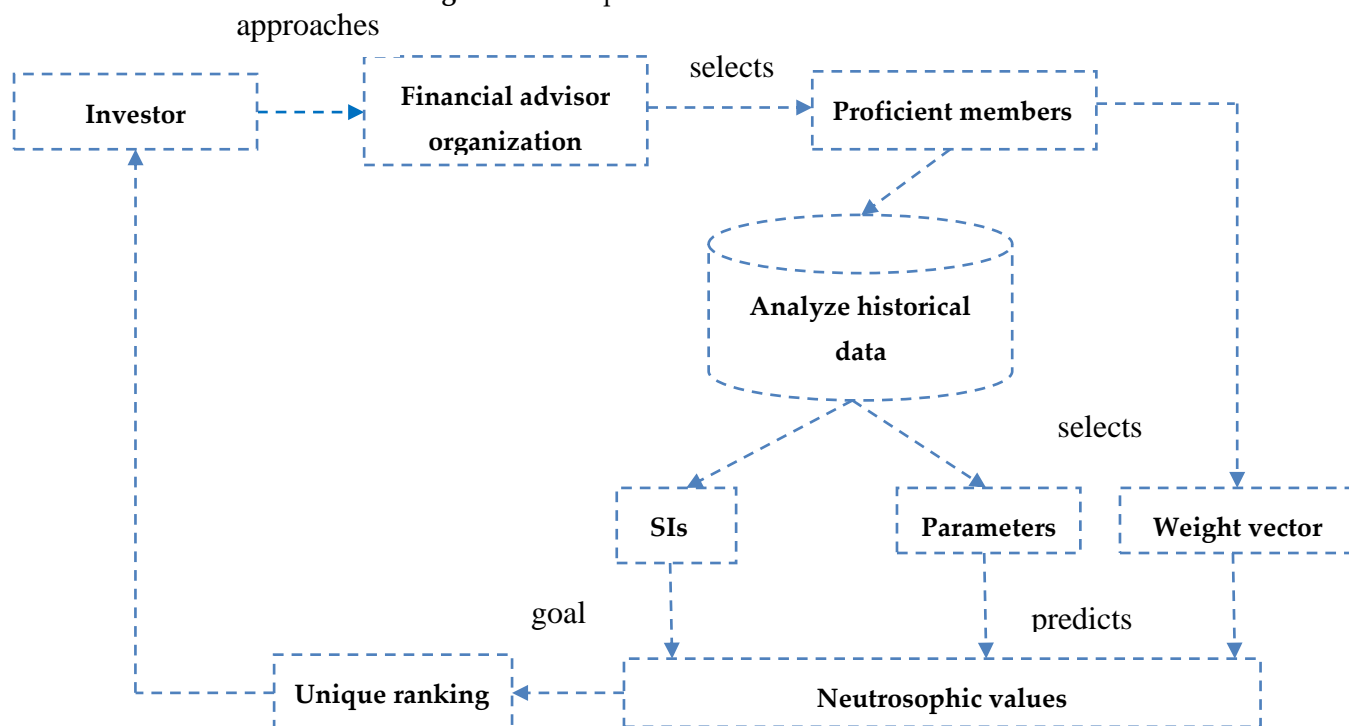 approaches
selects
Investor
Financial advisor
organization
Proficient members
Analyze historical
data
selects
SIs
Parameters
Weight vector
goal
predicts
Unique ranking
Neutrosophic values